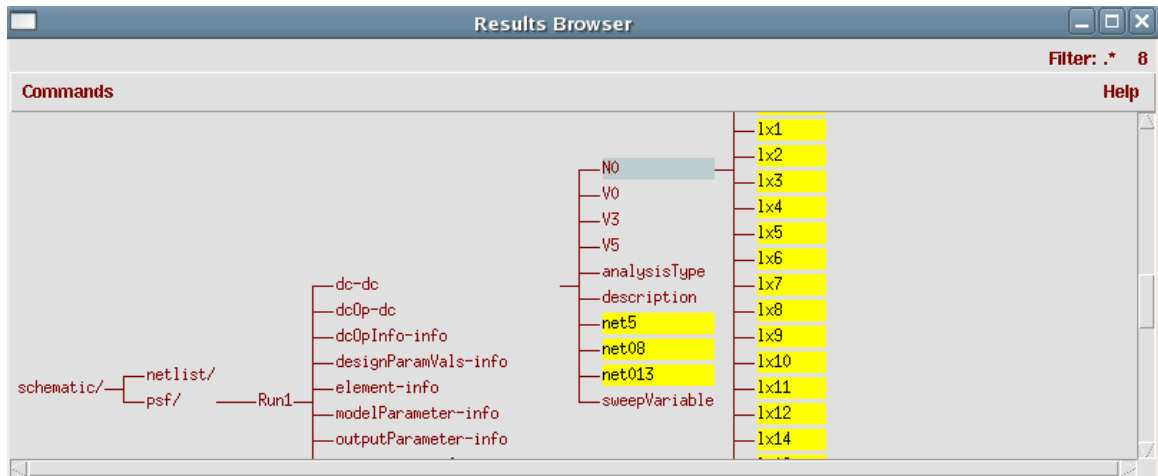 Results Browser
Filter: .* 8
Commands Help
schematic/
netlist/
psf/
Run1
dc-dc
dcOp-dc
dcOpInfo-info
designParamVals-info
element-info
modelParameter-info
outputParameter-info
N0
V0
V3
V5
analysisType
description
net5
net08
net013
sweepVariable
lx1
lx2
lx3
lx4
lx5
lx6
lx7
lx8
lx9
lx10
lx11
lx12
lx14